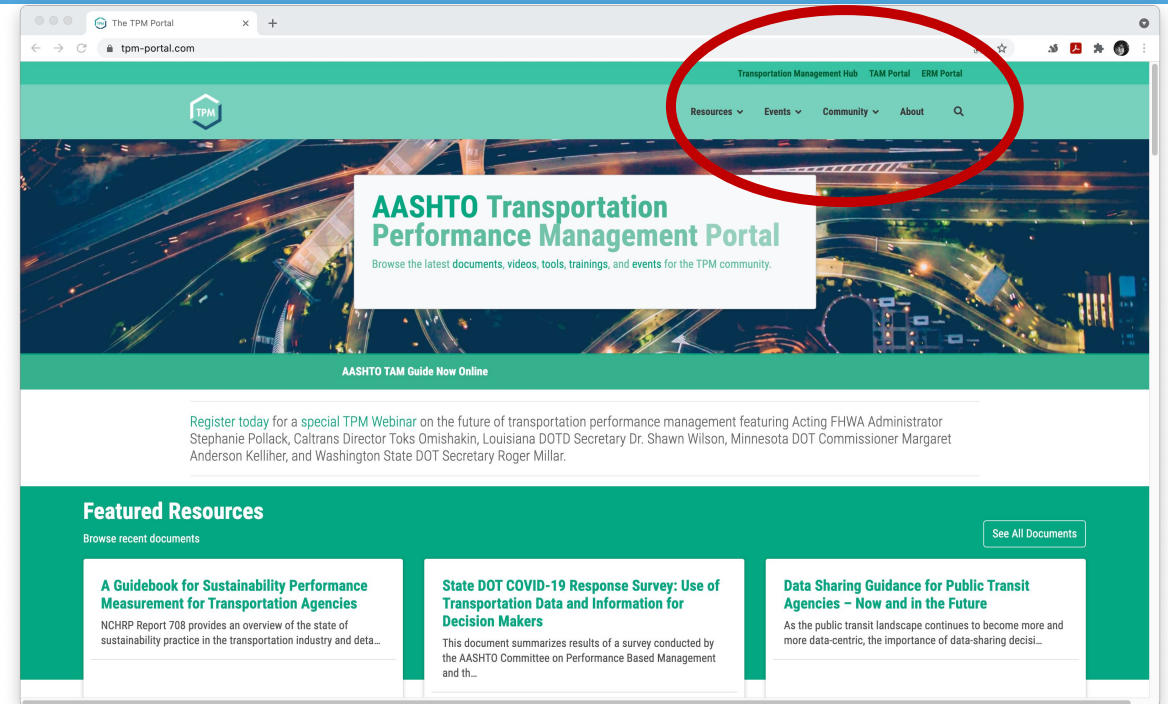 The TPM Portal
tpm-portal.com
Transportation Management Hub TAM Portal ERM Portal
TPM
Resources Events Community About
AASHTO Transportation
Performance Management Portal
Browse the latest documents, videos, tools, trainings, and events for the TPM community.
AASHTO TAM Guide Now Online
Register today for a special TPM Webinar on the future of transportation performance management featuring Acting FHWA Administrator
Stephanie Pollack, Caltrans Director Toks Omishakin, Louisiana DOTD Secretary Dr. Shawn Wilson, Minnesota DOT Commissioner Margaret
Anderson Kelliher, and Washington State DOT Secretary Roger Millar.
Featured Resources
Browse recent documents
See All Documents
A Guidebook for Sustainability Performance
Measurement for Transportation Agencies
NCHRP Report 708 provides an overview of the state of
sustainability practice in the transportation industry and deta…
State DOT COVID-19 Response Survey: Use of
Transportation Data and Information for
Decision Makers
This document summarizes results of a survey conducted by
the AASHTO Committee on Performance Based Management
and th…
Data Sharing Guidance for Public Transit
Agencies – Now and in the Future
As the public transit landscape continues to become more and
more data-centric, the importance of data-sharing decisi…